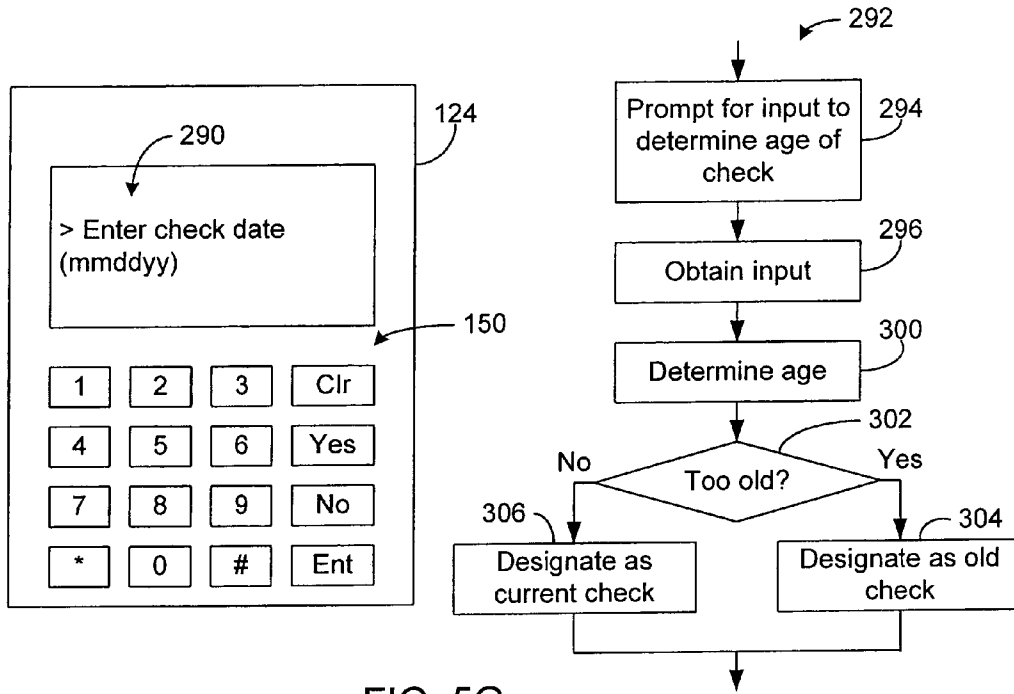 292
124
290
> Enter check date
(mmddyy)
150
1 2 3 Clr
4 5 6 Yes
7 8 9 No
* 0 # Ent
Prompt for input to
determine age of
check
294
Obtain input
296
Determine age
300
Too old?
302
No
Yes
306
Designate as
current check
304
Designate as old
check